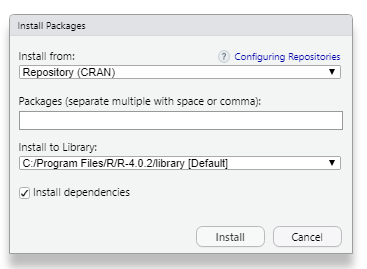 Install Packages
Install from:
? Configuring Repositories
Repository (CRAN)
Packages (separate multiple with space or comma):
Install to Library:
C:/Program Files/R/R-4.0.2/library [Default]
Install dependencies
Install Cancel